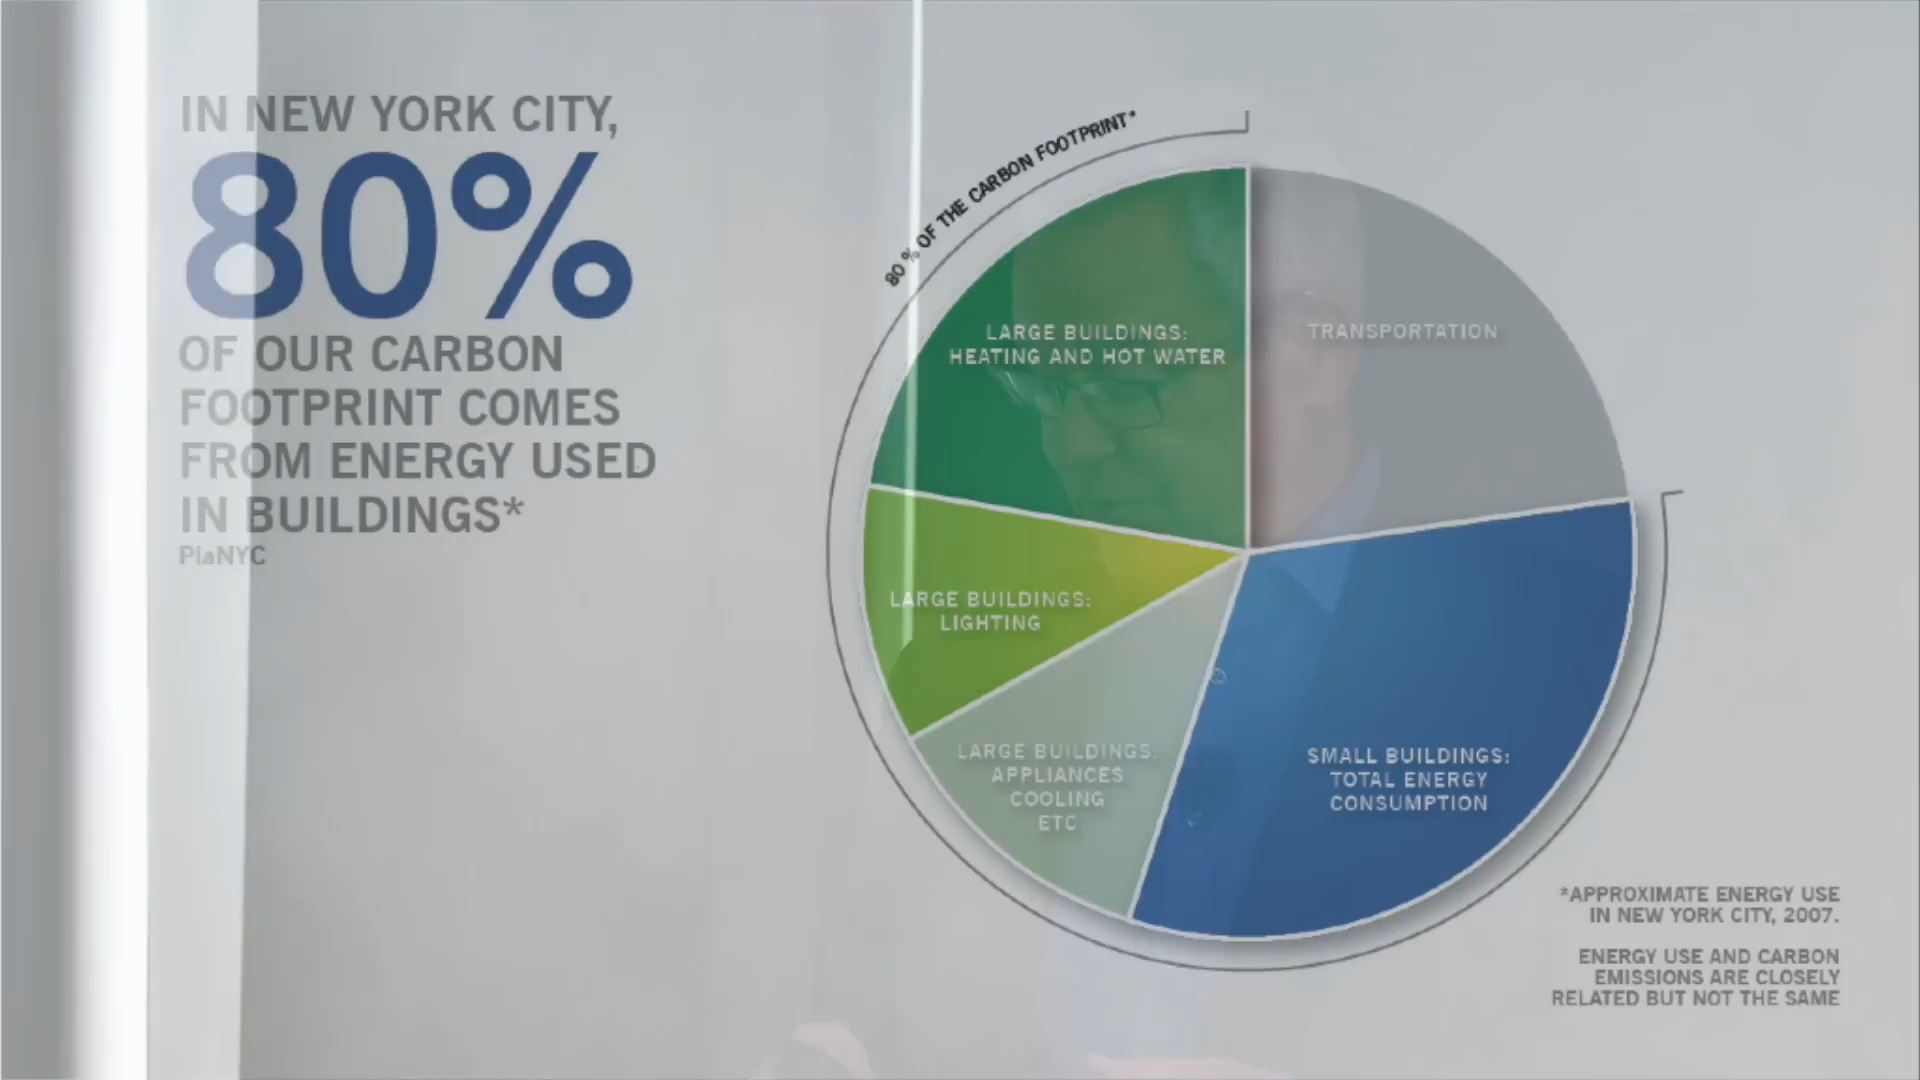 IN NEW YORK CITY,
80%
OF OUR CARBON
FOOTPRINT COMES
FROM ENERGY USED
IN BUILDINGS*
PlaNYC
80 % OF THE CARBON FOOTPRINT*
LARGE BUILDINGS:
HEATING AND HOT WATER
TRANSPORTATION
LARGE BUILDINGS:
LIGHTING
LARGE BUILDINGS:
APPLIANCES
COOLING
ETC
SMALL BUILDINGS:
TOTAL ENERGY
CONSUMPTION
*APPROXIMATE ENERGY USE
IN NEW YORK CITY, 2007.
ENERGY USE AND CARBON
EMISSIONS ARE CLOSELY
RELATED BUT NOT THE SAME